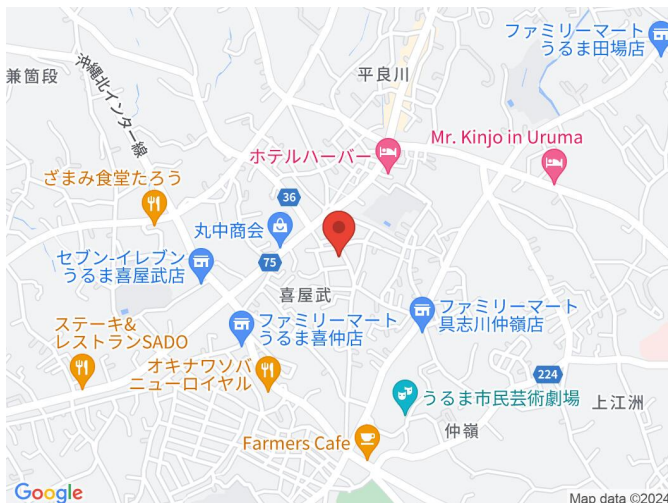 ファミリーマート
うるま田場店
兼箇段
沖縄北インター線
平良川
Mr. Kinjo in Uruma
ホテルハーバー
ざまみ食堂たろう
36
丸中商会
セブン-イレブン
うるま喜屋武店
75
喜屋武
ファミリーマート
具志川仲嶺店
ステーキ&
レストランSADO
ファミリーマート
うるま喜仲店
オキナワソバ
ニューロイヤル
224
うるま市民芸術劇場
上江洲
仲嶺
Farmers Cafe
Google
Map data ©2024